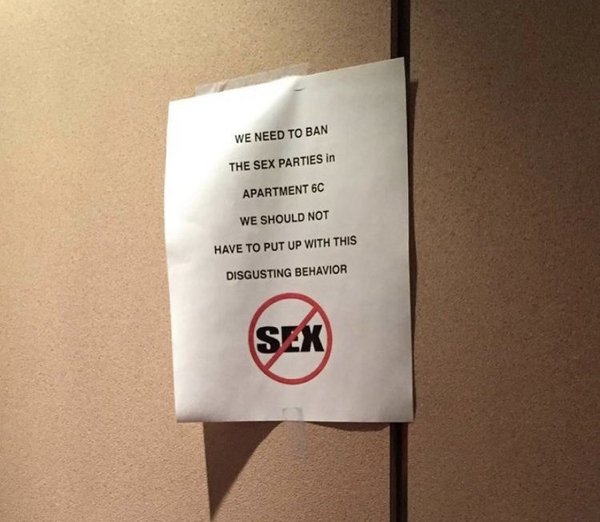 WE NEED TO BAN
THE SEX PARTIES in
APARTMENT 6C
WE SHOULD NOT
HAVE TO PUT UP WITH THIS
DISGUSTING BEHAVIOR
SEX